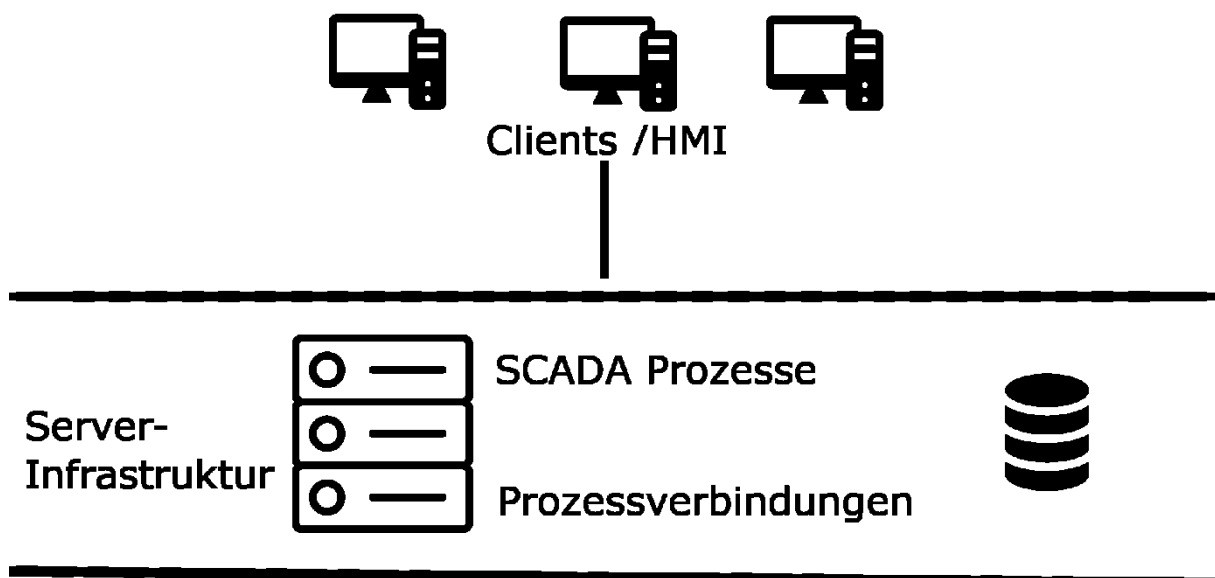 Clients /HMI
SCADA Prozesse
Server-
Infrastruktur
Prozessverbindungen